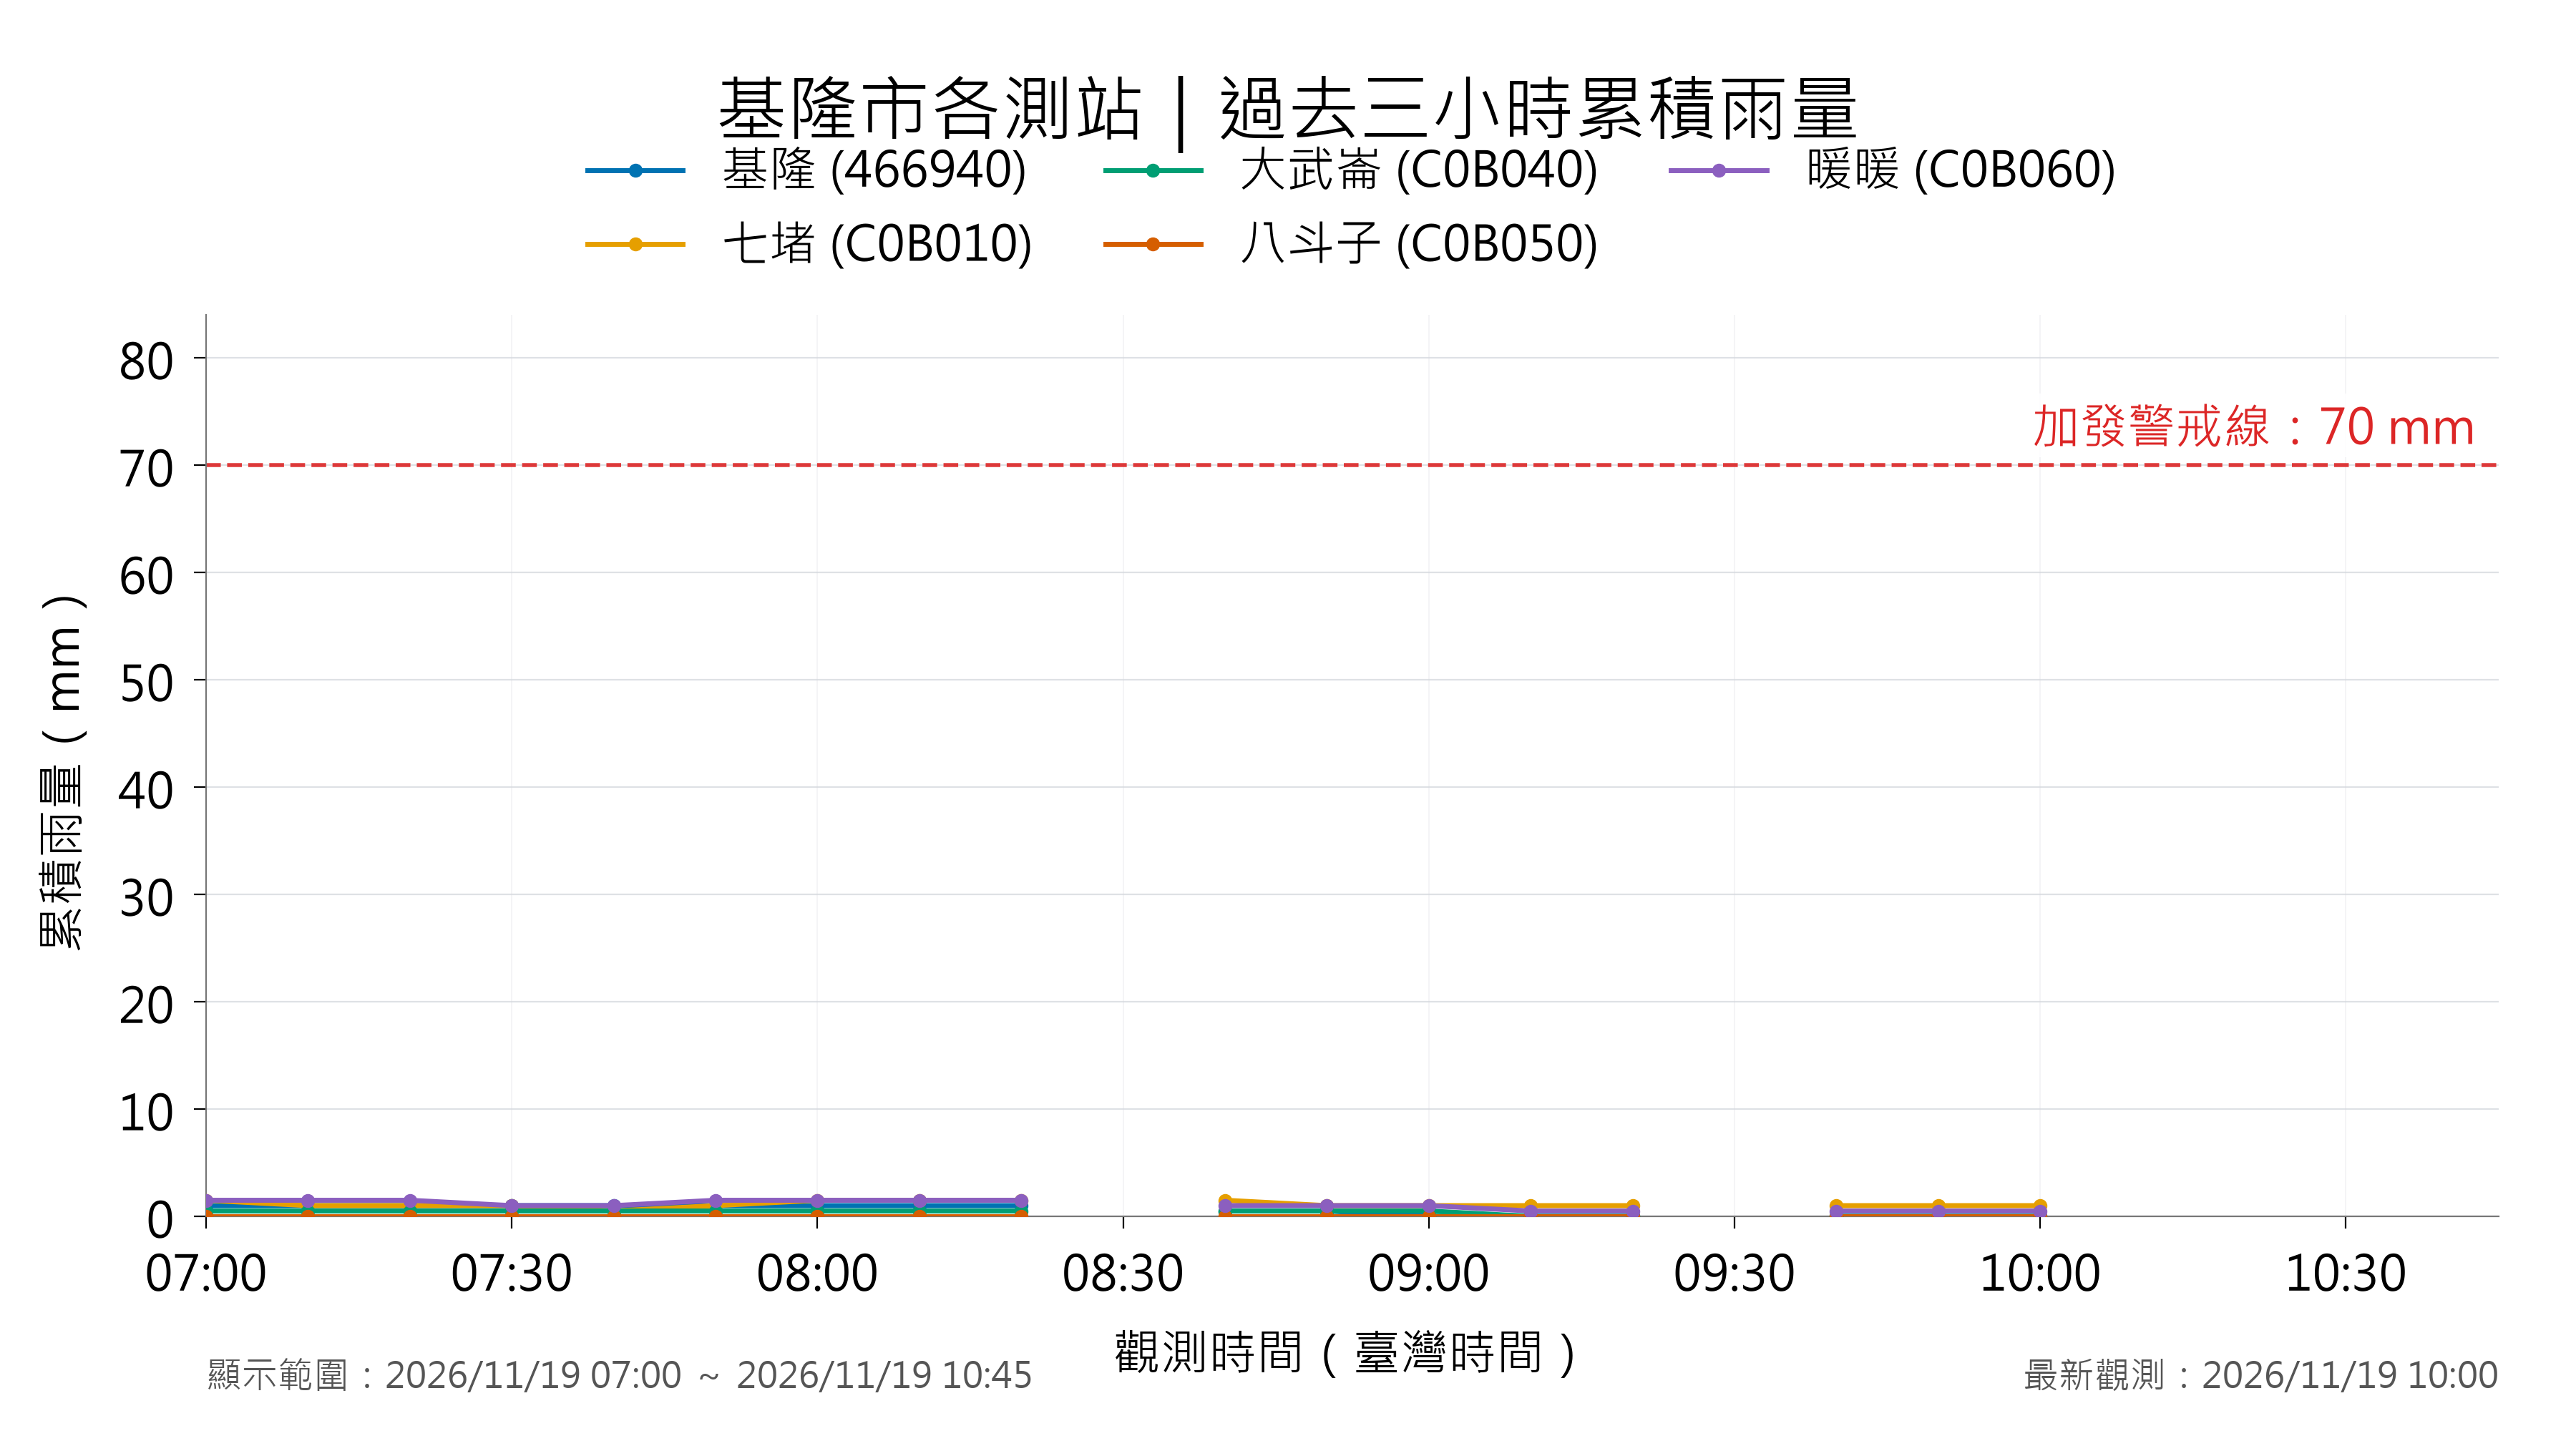 基隆市各測站｜過去三小時累積雨量
基隆 (466940)
大武崙 (C0B040)
暖暖 (C0B060)
七堵 (C0B010)
八斗子 (C0B050)
累積雨量（mm）
80
70
60
50
40
30
20
10
0
加發警戒線：70 mm
07:00
07:30
08:00
08:30
09:00
09:30
10:00
10:30
觀測時間（臺灣時間）
顯示範圍：2026/11/19 07:00 ~ 2026/11/19 10:45
最新觀測：2026/11/19 10:00